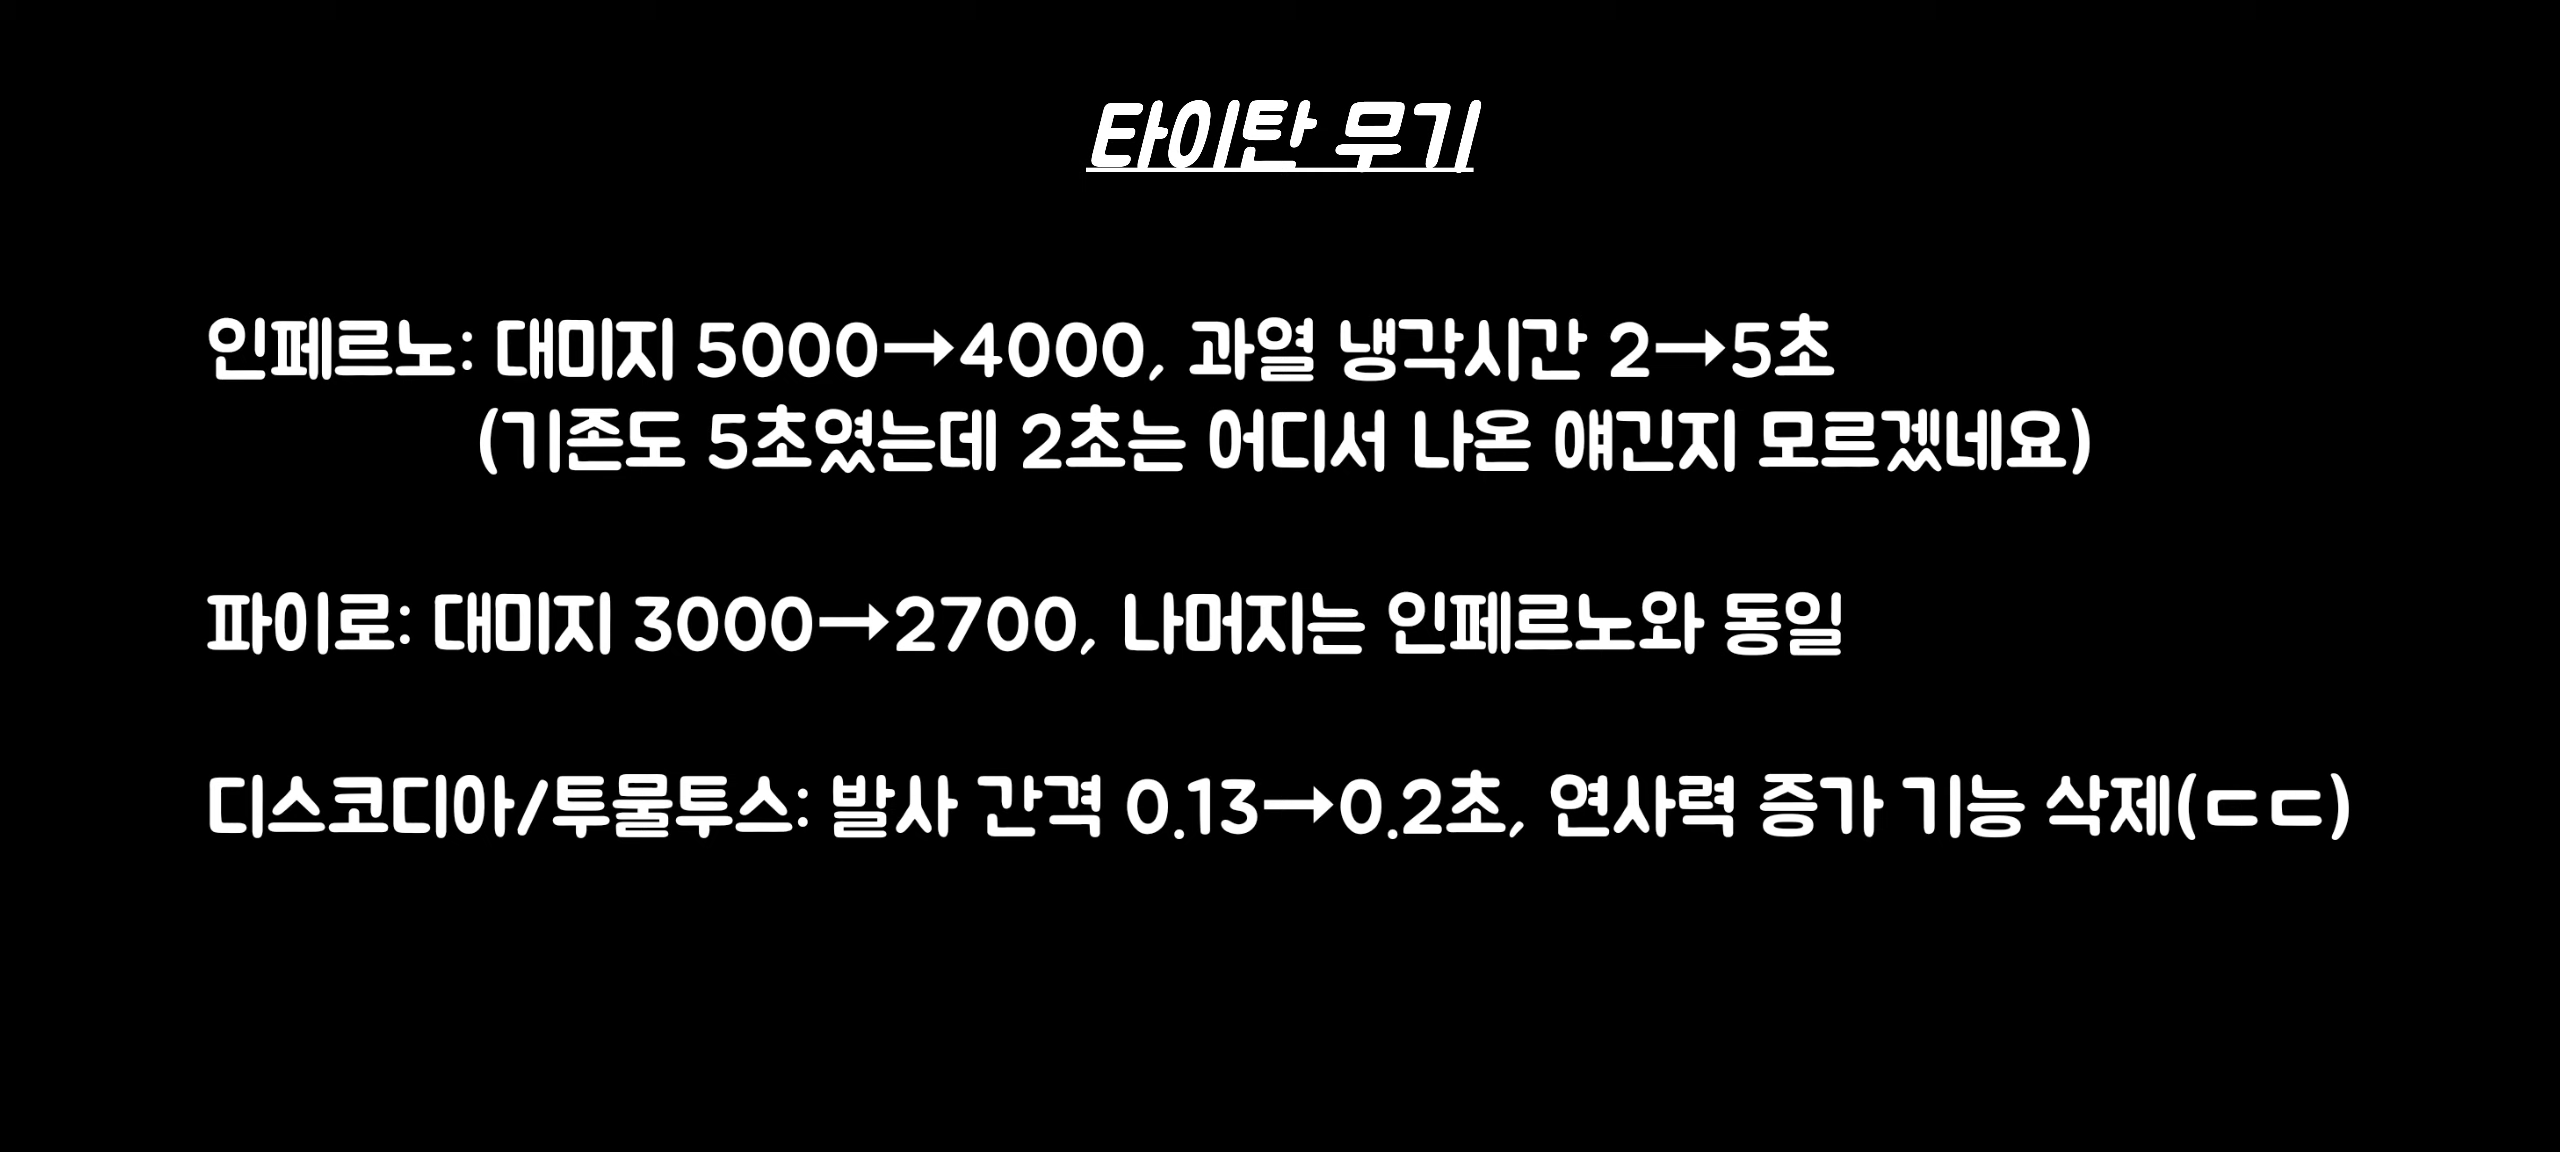 타이탄 무기
인페르노: 대미지 5000→4000, 과열 냉각시간 2→5초
(기존도 5초였는데 2초는 어디서 나온 얘긴지 모르겠네요)
파이로: 대미지 3000→2700, 나머지는 인페르노와 동일
디스코디아/투물투스: 발사 간격 0.13→0.2초, 연사력 증가 기능 삭제(ㄷㄷ)